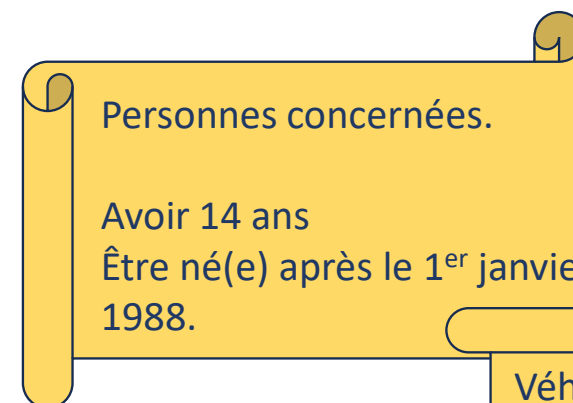 Personnes concernées.
Avoir 14 ans
Être né(e) après le 1er janvie
1988.
Véh